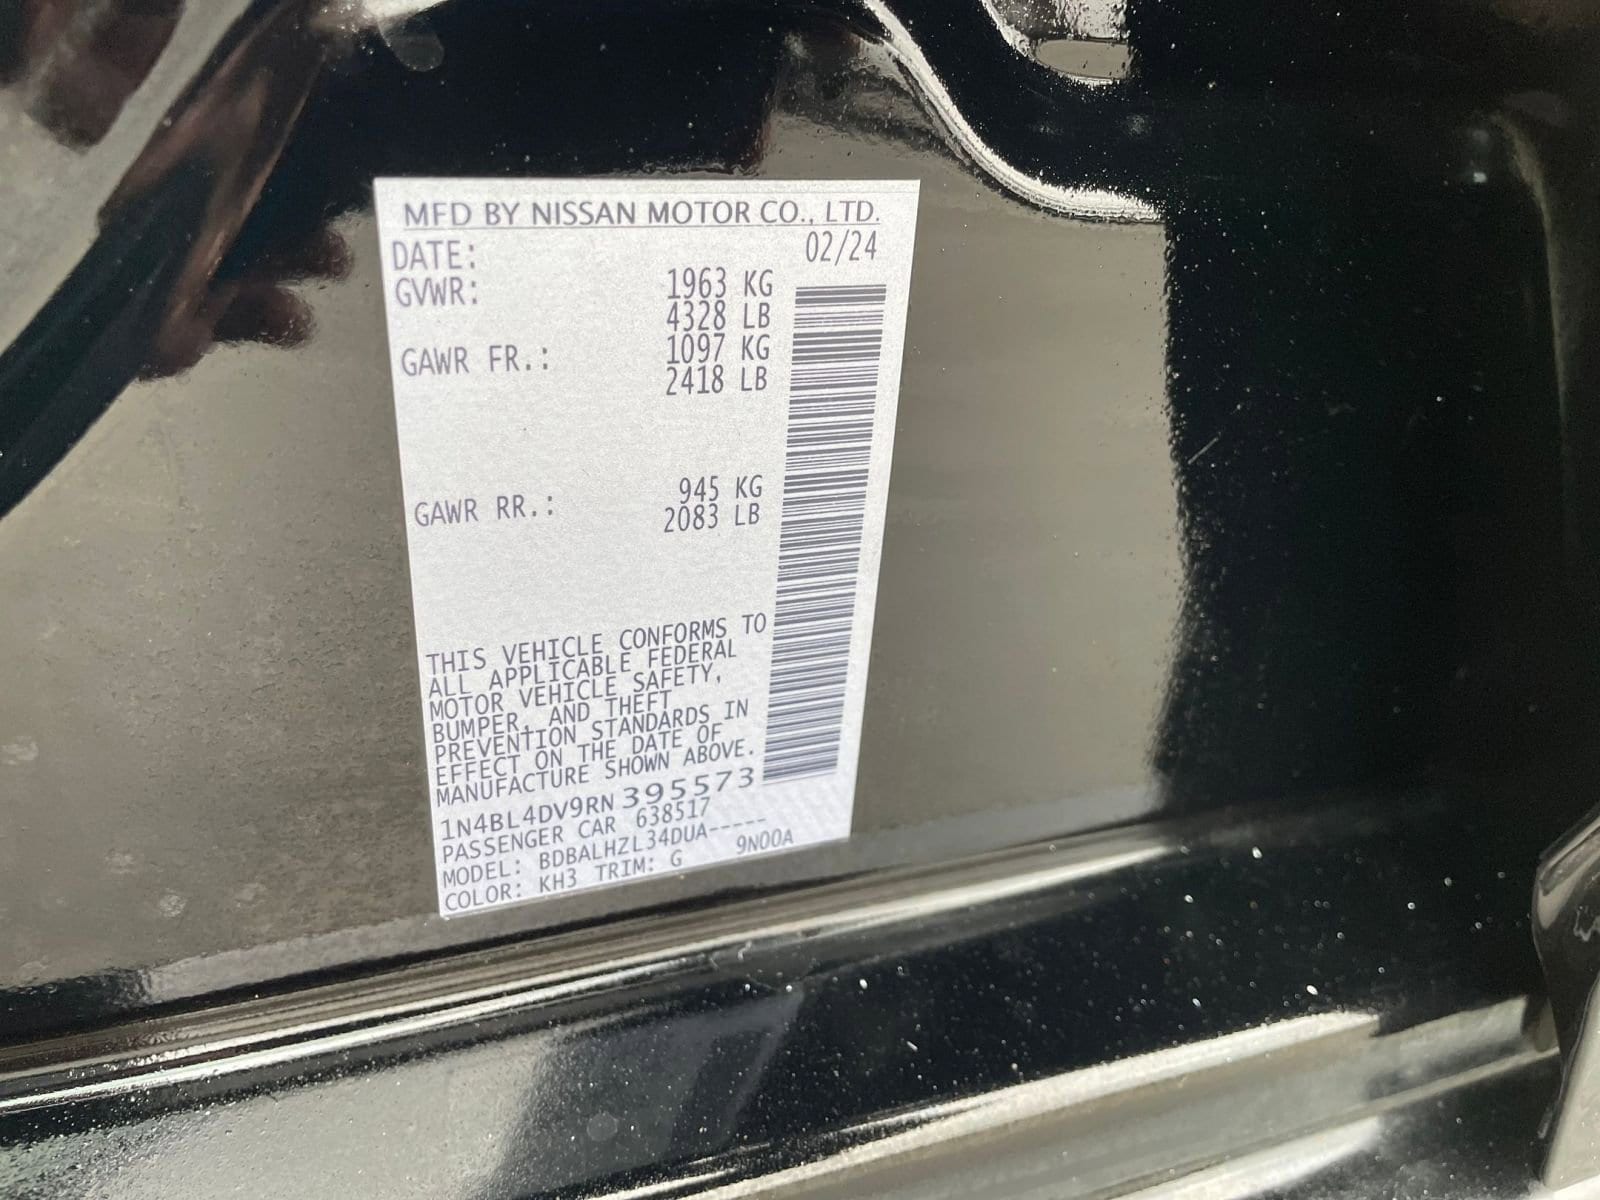 MFD BY NISSAN MOTOR CO., LTD.
DATE: 02/24
GVWR: 1963 KG
4328 LB
GAWR FR.: 1097 KG
2418 LB
GAWR RR.: 945 KG
2083 LB
THIS VEHICLE CONFORMS TO
ALL APPLICABLE FEDERAL
MOTOR VEHICLE SAFETY,
BUMPER, AND THEFT
PREVENTION STANDARDS IN
EFFECT ON THE DATE OF
MANUFACTURE SHOWN ABOVE.
1N4BL4DV9RN395573
PASSENGER CAR 638517
MODEL: BDBALHZL34DUA-----
COLOR: KH3 TRIM: G 9N00A